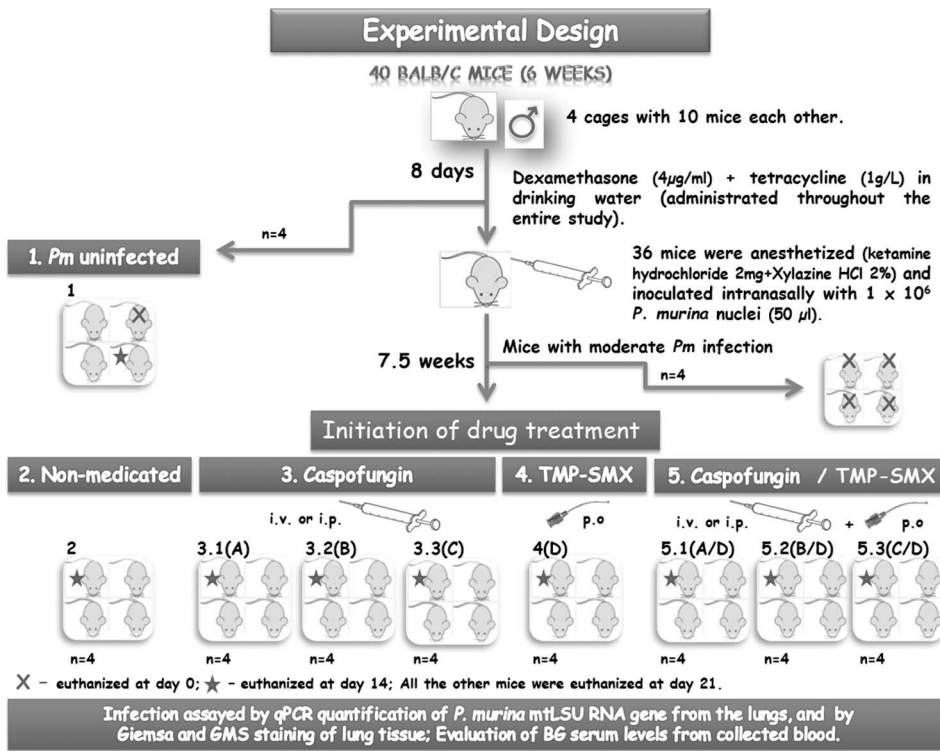 Experimental Design
40 BALB/C MICE (6 WEEKS)
4 cages with 10 mice each other.
8 days
Dexamethasone (4µg/ml) + tetracycline (1g/L) in
drinking water (administrated throughout the
entire study).
n=4
1. Pm uninfected
1
36 mice were anesthetized (ketamine
hydrochloride 2mg+Xylazine HCl 2%) and
inoculated intranasally with 1 x 10⁶
P. murina nuclei (50 µl).
7.5 weeks
Mice with moderate Pm infection
n=4
Initiation of drug treatment
2. Non-medicated
3. Caspofungin
4. TMP-SMX
5. Caspofungin / TMP-SMX
i.v. or i.p.
p.o
i.v. or i.p.
+
p.o
2
3.1(A)
3.2(B)
3.3(C)
4(D)
5.1(A/D)
5.2(B/D)
5.3(C/D)
n=4
n=4
n=4
n=4
n=4
n=4
n=4
n=4
X – euthanized at day 0; ★ - euthanized at day 14; All the other mice were euthanized at day 21.
Infection assayed by qPCR quantification of P. murina mtLSU RNA gene from the lungs, and by
Giemsa and GMS staining of lung tissue; Evaluation of BG serum levels from collected blood.